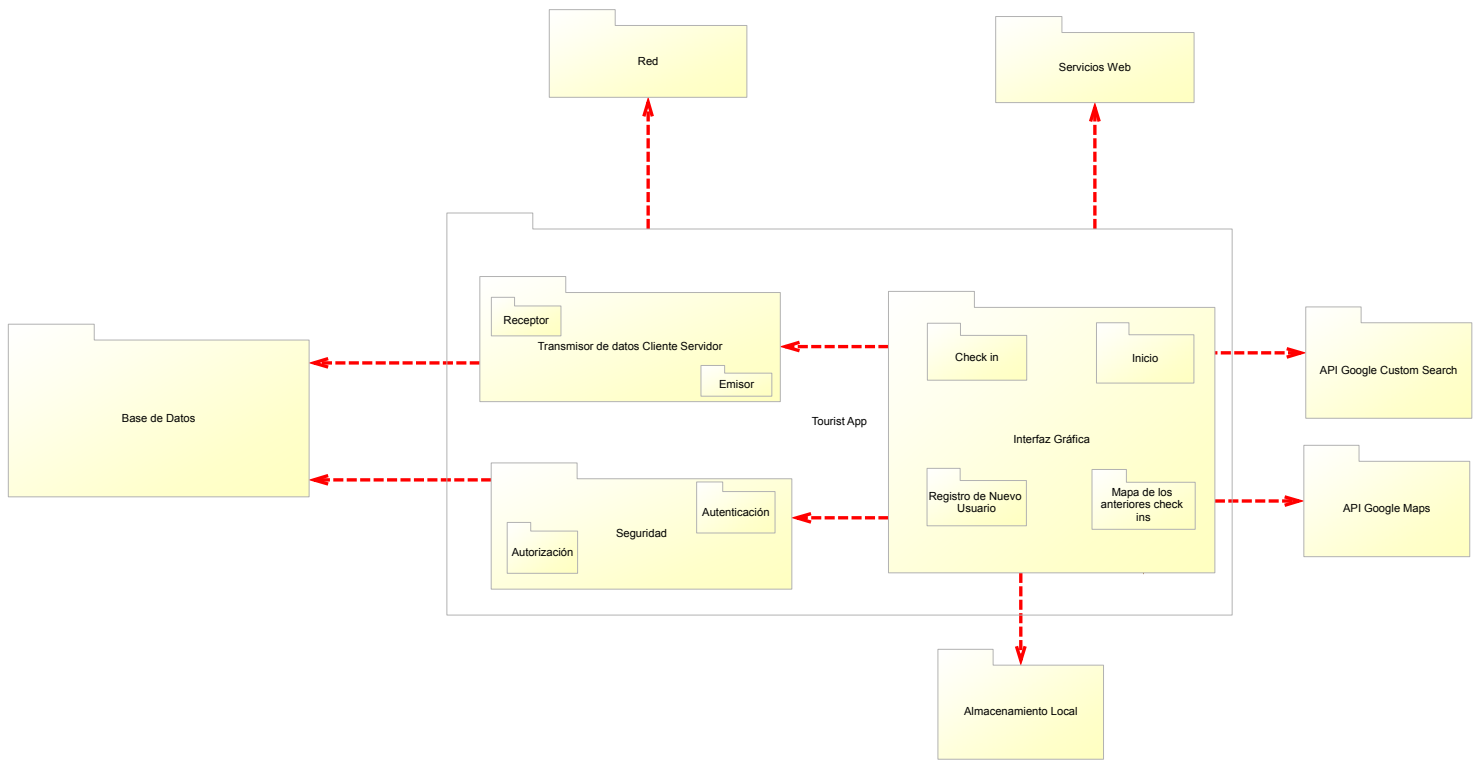 Red
Servicios Web
Receptor
Transmisor de datos Cliente Servidor
Emisor
Check in
Inicio
API Google Custom Search
Base de Datos
Tourist App
Interfaz Gráfica
Registro de Nuevo
Usuario
Mapa de los
anteriores check
ins
API Google Maps
Autenticación
Seguridad
Autorización
Almacenamiento Local